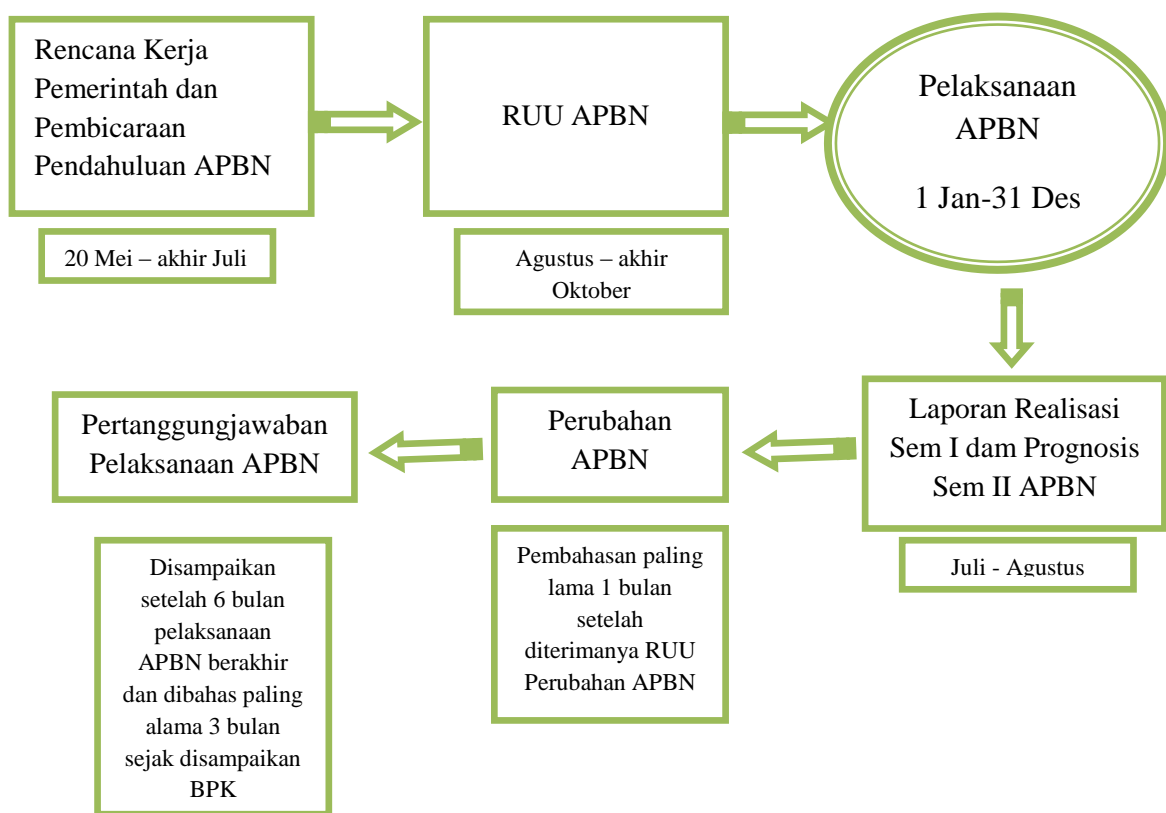 Rencana Kerja
Pemerintah dan
Pembicaraan
Pendahuluan APBN
20 Mei – akhir Juli
RUU APBN
Agustus – akhir
Oktober
Pelaksanaan
APBN
1 Jan-31 Des
Laporan Realisasi
Sem I dam Prognosis
Sem II APBN
Juli - Agustus
Perubahan
APBN
Pembahasan paling
lama 1 bulan
setelah
diterimanya RUU
Perubahan APBN
Pertanggungjawaban
Pelaksanaan APBN
Disampaikan
setelah 6 bulan
pelaksanaan
APBN berakhir
dan dibahas paling
alama 3 bulan
sejak disampaikan
BPK